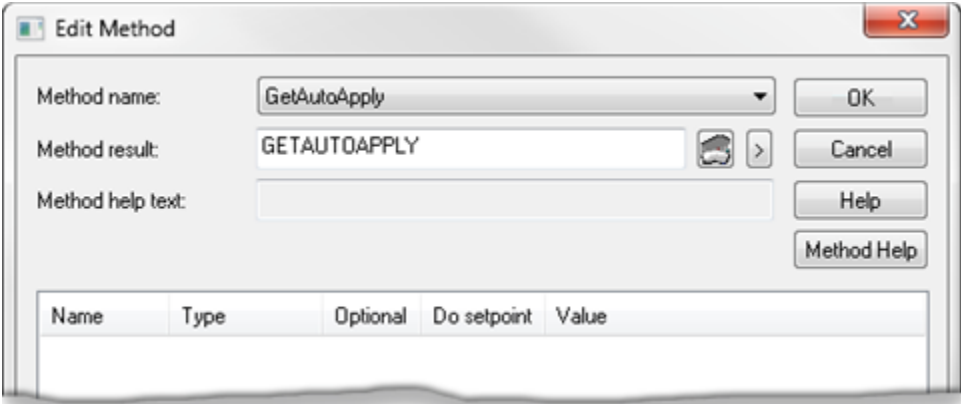 Edit Method
Method name: GetAutoApply OK
Method result: GETAUTOAPPLY > Cancel
Method help text: Help
Method Help
Name Type Optional Do setpoint Value